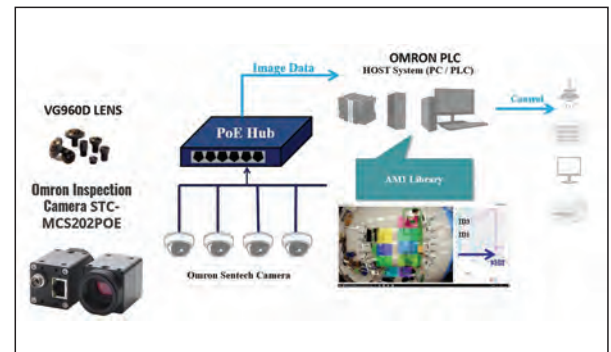 Image Data
OMRON PLC
HOST System (PC / PLC)
Control
VG960D LENS
PoE Hub
AM1 Library
Omron Inspection
Camera STC-
MCS202POE
Omron Sentech Camera